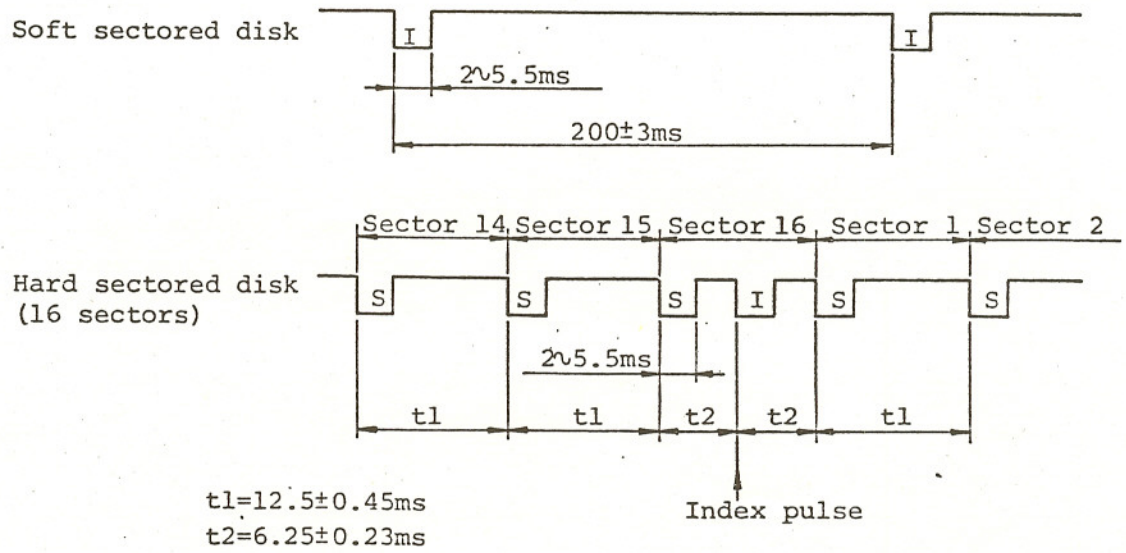 Soft sectored disk
I
I
2~5.5ms
200±3ms
Sector 14
Sector 15
Sector 16
Sector 1
Sector 2
Hard sectored disk
(16 sectors)
S
S
S
I
S
S
2~5.5ms
t1
t1
t2
t2
t1
t1=12.5±0.45ms
t2=6.25±0.23ms
Index pulse